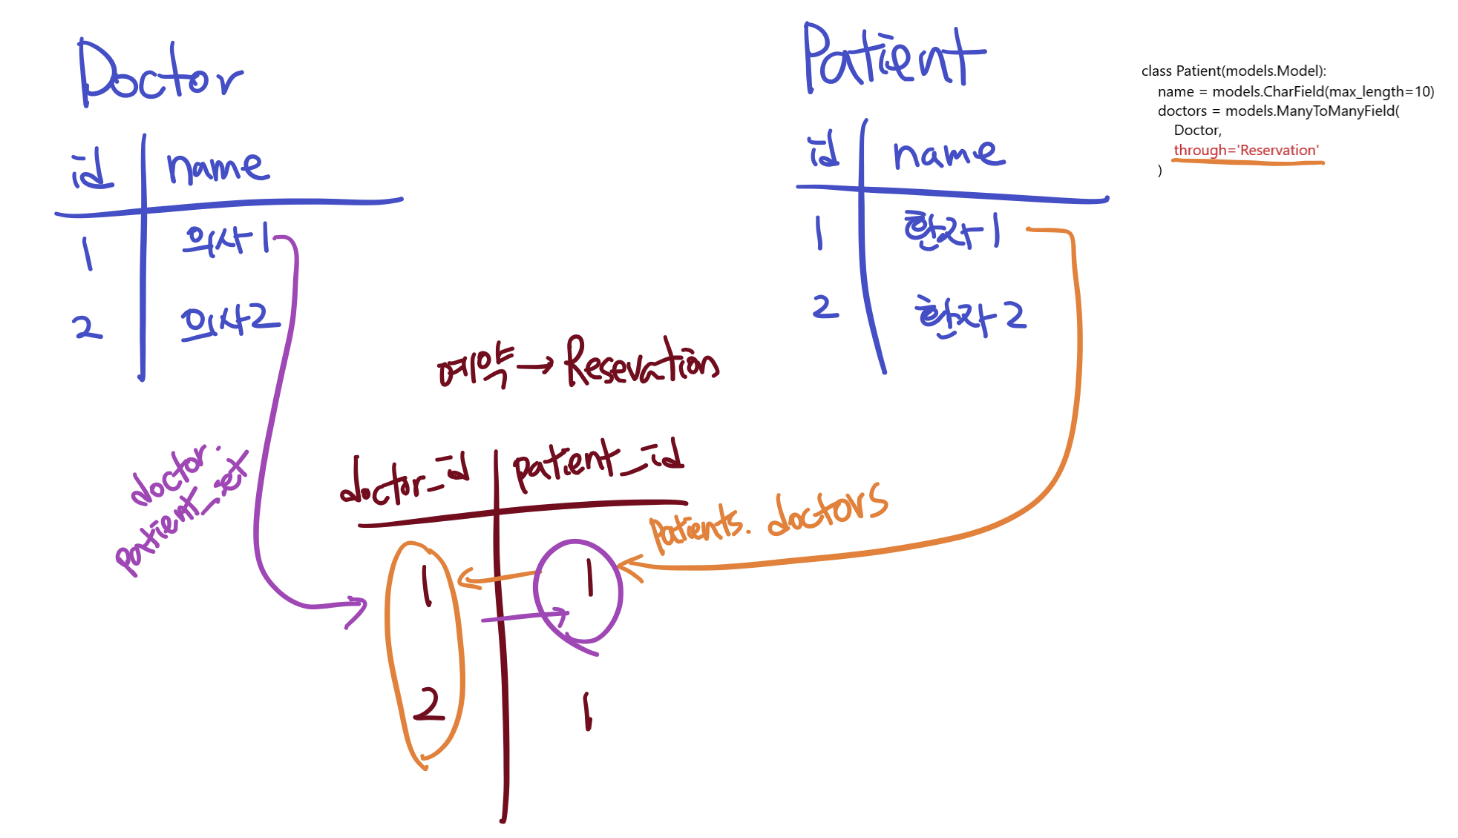 Doctor
id name
1 의사1
2 의사2
Patient
id name
1 환자1
2 환자2
class Patient(models.Model):
name = models.CharField(max_length=10)
doctors = models.ManyToManyField(
Doctor,
through='Reservation'
)
예약 → Resevation
doctor_id patient_id
1 1
2 1
doctor.
patient_set
Patients. doctors